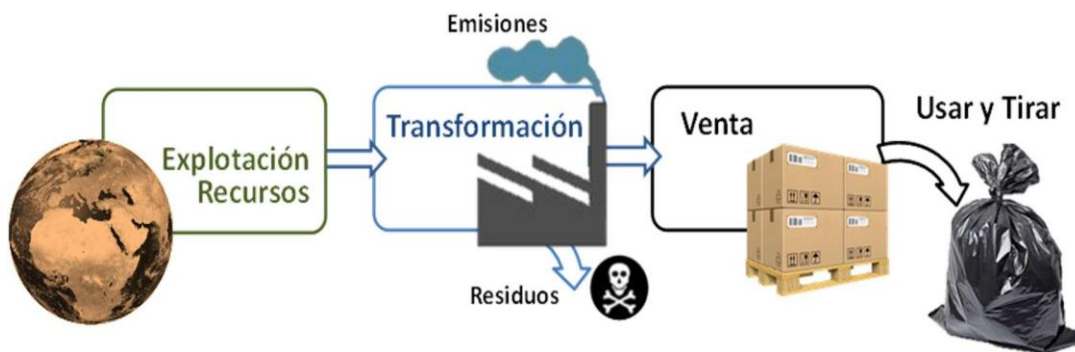 Emisiones
Explotación
Recursos
Transformación
Venta
Usar y Tirar
Residuos